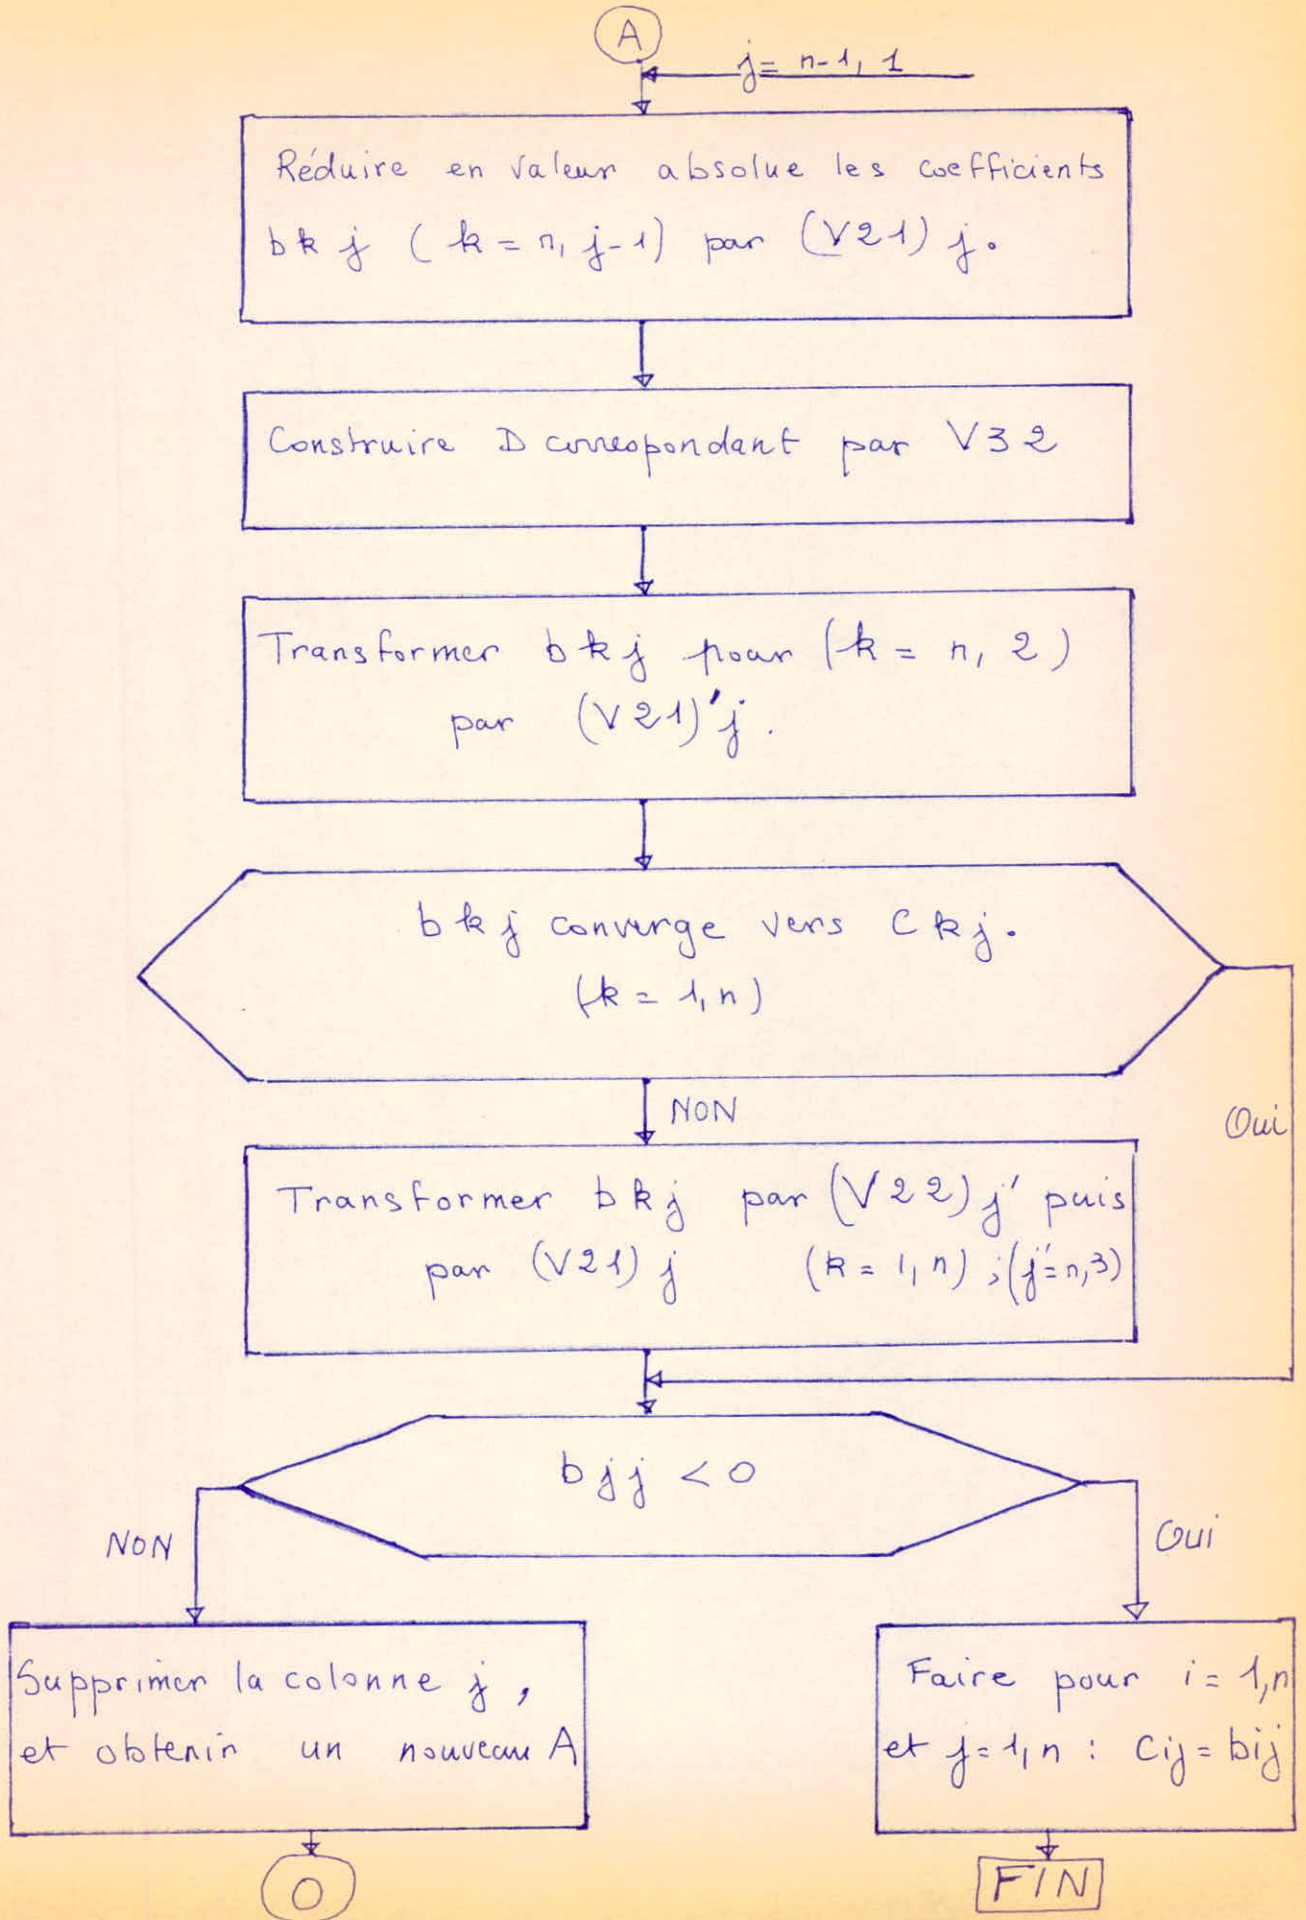 A
j = n-1, 1
Réduire en valeur absolue les coefficients
bkj (k = n, j-1) par (V21)j.
Construire D correspondant par V32
Transformer bkj pour (k = n, 2)
par (V21)'j.
bkj converge vers Ckj.
(k = 1, n)
NON
Oui
Transformer bkj par (V22)j' puis
par (V21)j (k = 1, n) ; (j'=n,3)
bjj < 0
NON
Oui
Supprimer la colonne j,
et obtenir un nouveau A
Faire pour i = 1,n
et j=1,n : Cij = bij
O
FIN